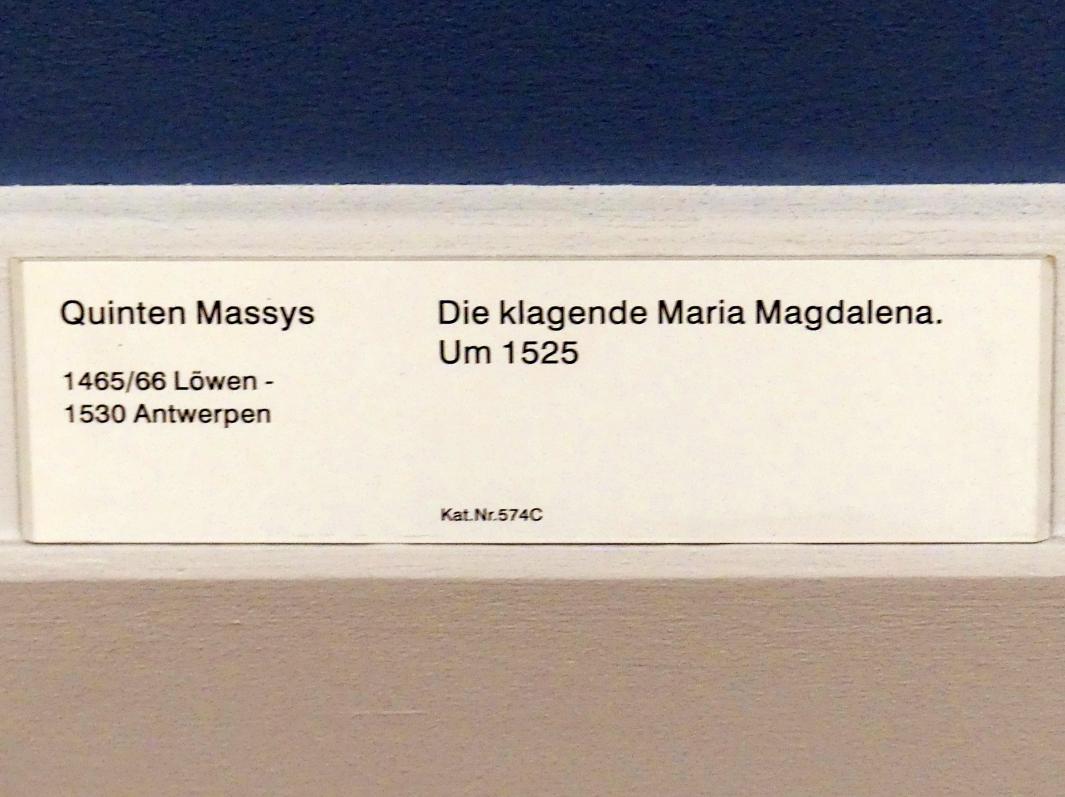 Quinten Massys
1465/66 Löwen -
1530 Antwerpen
Die klagende Maria Magdalena.
Um 1525
Kat.Nr.574C